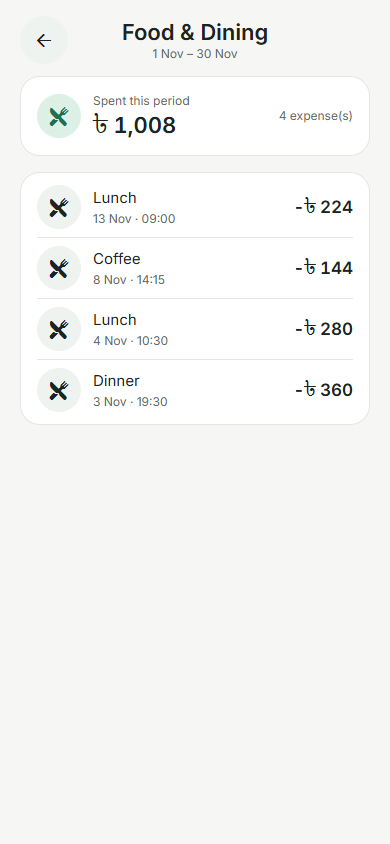 Food & Dining
1 Nov – 30 Nov
Spent this period
৳ 1,008
4 expense(s)
Lunch
13 Nov · 09:00
-৳ 224
Coffee
8 Nov · 14:15
-৳ 144
Lunch
4 Nov · 10:30
-৳ 280
Dinner
3 Nov · 19:30
-৳ 360